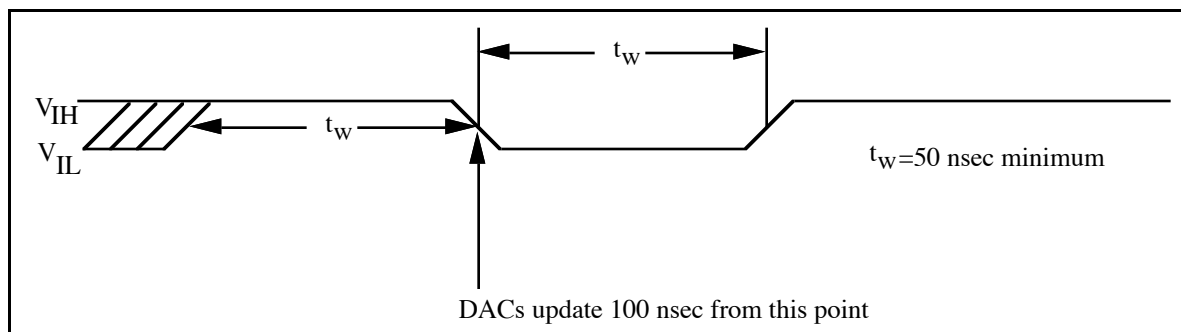 t_w
V_IH
t_w
V_IL
t_w=50 nsec minimum
DACs update 100 nsec from this point